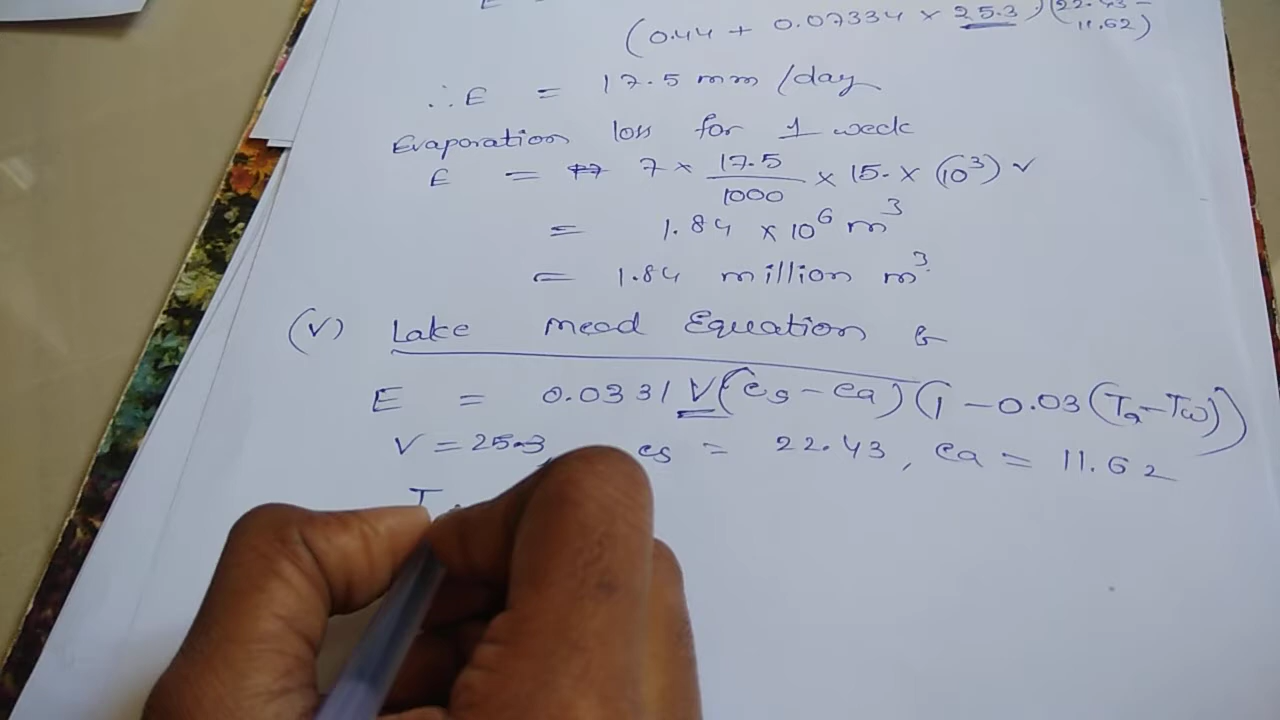 E
(0.44 + 0.07334 × 25.3)(22.43 - 11.62)
∴ E = 17.5 mm/day
Evaporation loss for 1 week
E = 7 × 17.5/1000 × 15. × (10³) ✓
= 1.84 × 10⁶ m³
= 1.84 million m³
(V) Lake Mead Equation
E = 0.0331 V(es - ea)(1 - 0.03(Ta - Tw))
V = 25.3, es = 22.43, ea = 11.62
T